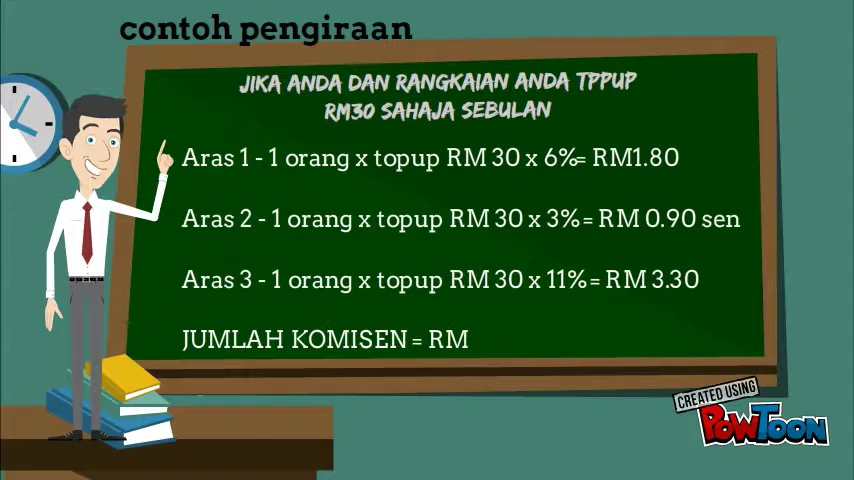 contoh pengiraan
JIKA ANDA DAN RANGKAIAN ANDA TPPUP
RM30 SAHAJA SEBULAN
Aras 1 - 1 orang x topup RM 30 x 6%= RM1.80
Aras 2 - 1 orang x topup RM 30 x 3% = RM 0.90 sen
Aras 3 - 1 orang x topup RM 30 x 11% = RM 3.30
JUMLAH KOMISEN = RM
CREATED USING
POWTOON